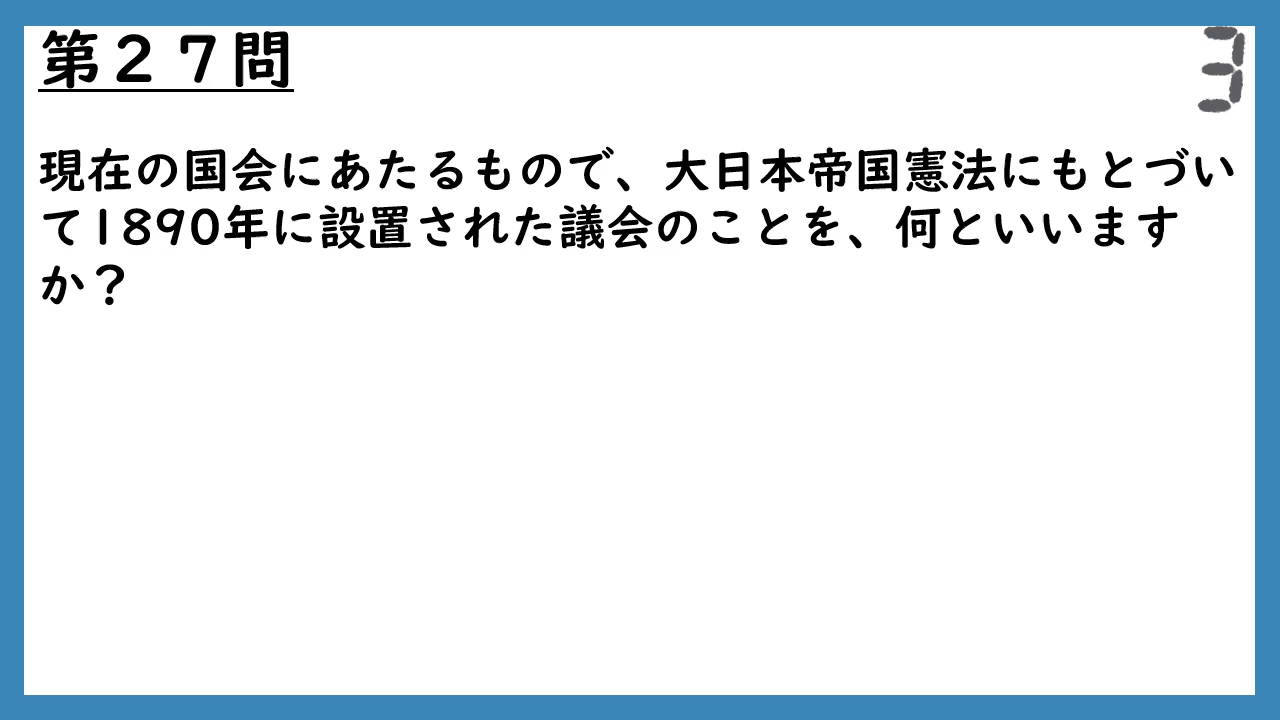 第２７問
3
現在の国会にあたるもので、大日本帝国憲法にもとづい
て1890年に設置された議会のことを、何といいます
か？